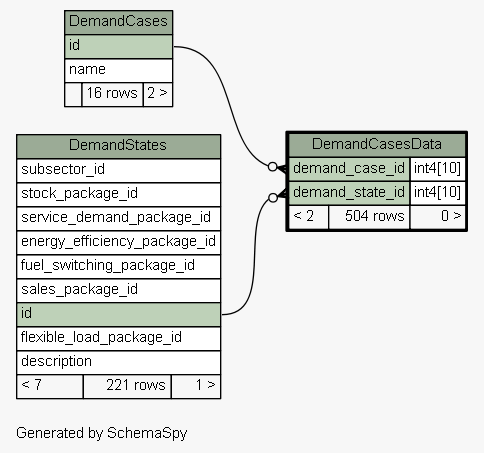 DemandCases
id
name
16 rows 2 >
DemandStates
subsector_id
stock_package_id
service_demand_package_id
energy_efficiency_package_id
fuel_switching_package_id
sales_package_id
id
flexible_load_package_id
description
< 7 221 rows 1 >
DemandCasesData
demand_case_id int4[10]
demand_state_id int4[10]
< 2 504 rows 0 >
Generated by SchemaSpy